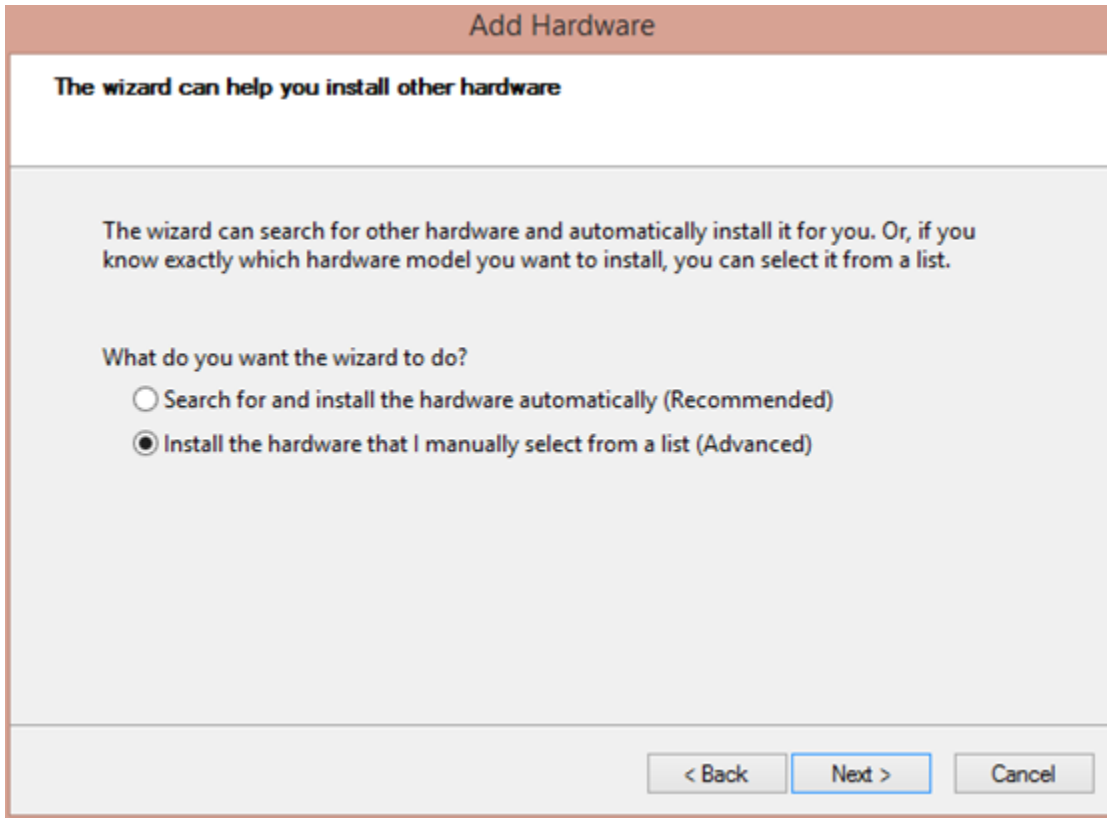 Add Hardware
The wizard can help you install other hardware
The wizard can search for other hardware and automatically install it for you. Or, if you
know exactly which hardware model you want to install, you can select it from a list.
What do you want the wizard to do?
Search for and install the hardware automatically (Recommended)
Install the hardware that I manually select from a list (Advanced)
< Back Next > Cancel